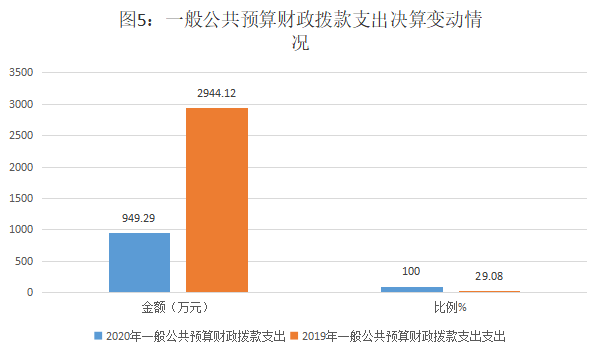 图5：一般公共预算财政拨款支出决算变动情
况
3500
3000
2500
2000
1500
1000
500
0
2944.12
949.29
100
29.08
金额（万元）
比例%
2020年一般公共预算财政拨款支出
2019年一般公共预算财政拨款支出支出